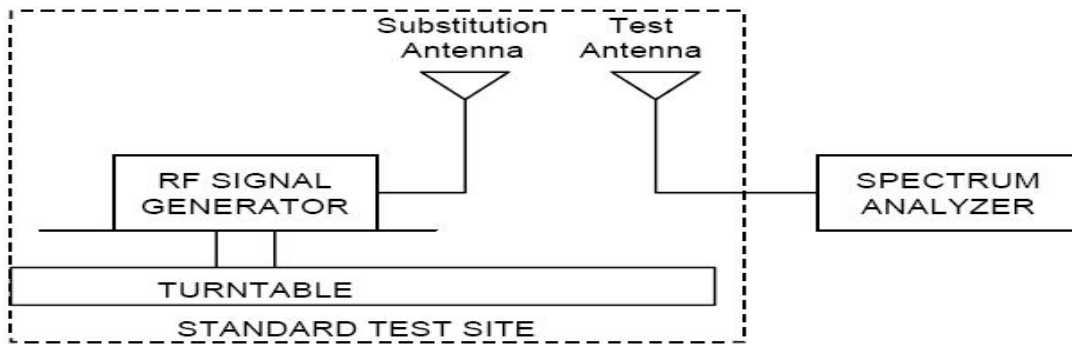 Substitution
Antenna
Test
Antenna
RF SIGNAL
GENERATOR
SPECTRUM
ANALYZER
TURNTABLE
STANDARD TEST SITE